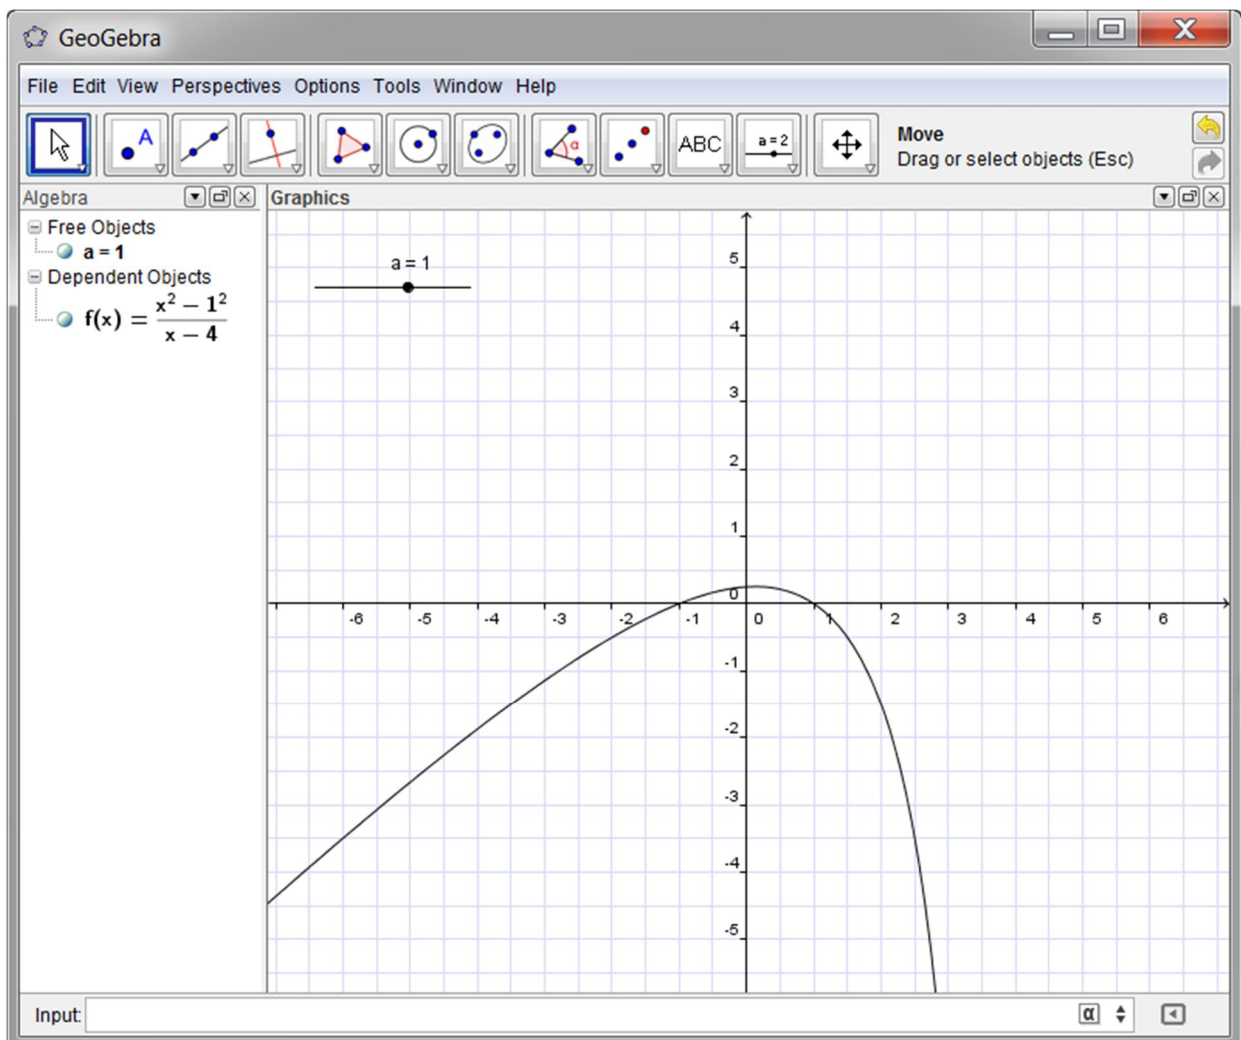 GeoGebra
File Edit View Perspectives Options Tools Window Help
A
α
ABC
a=2
Move
Drag or select objects (Esc)
Algebra
Graphics
Free Objects
a = 1
Dependent Objects
f(x) = (x² − 1²)/(x − 4)
a = 1
5
4
3
2
1
0
-6 -5 -4 -3 -2 -1 0 1 2 3 4 5 6
-1
-2
-3
-4
-5
Input:
α